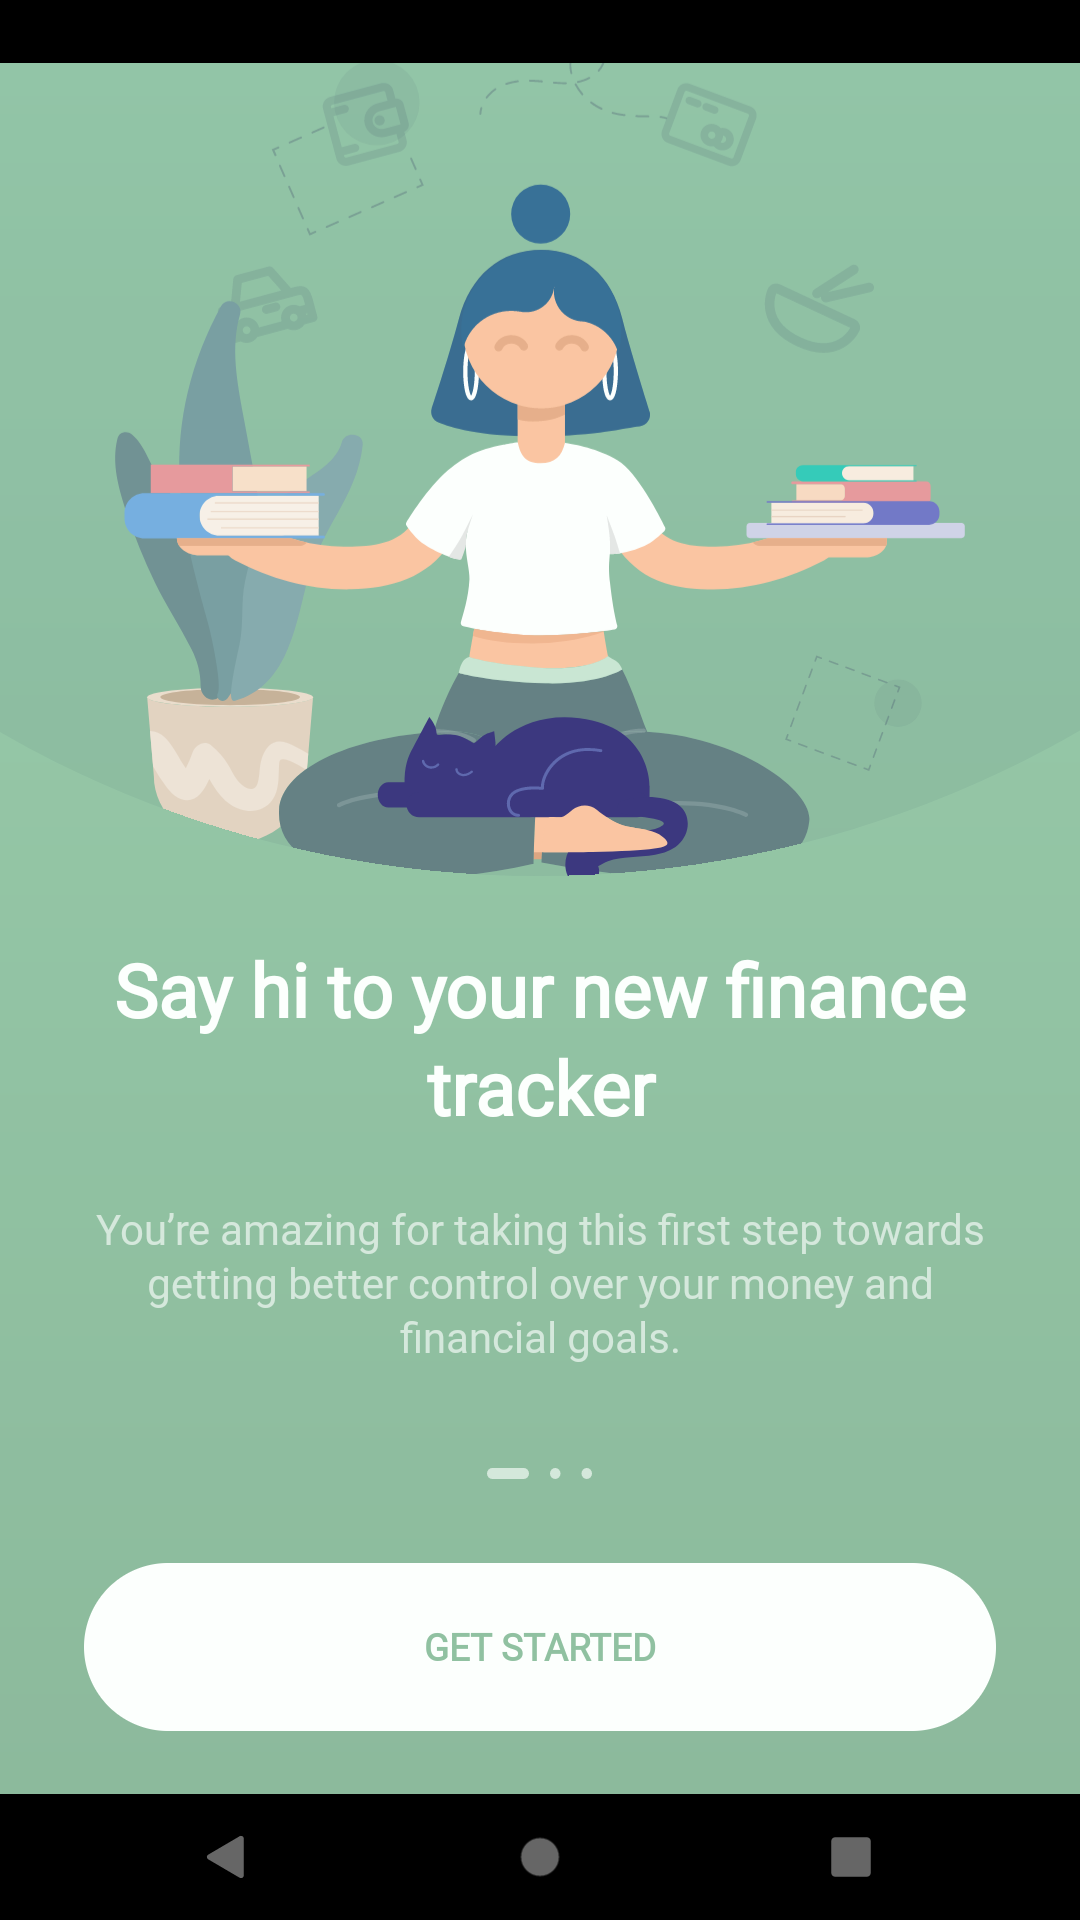 Say hi to your new finance
tracker
You’re amazing for taking this first step towards
getting better control over your money and
financial goals.
GET STARTED